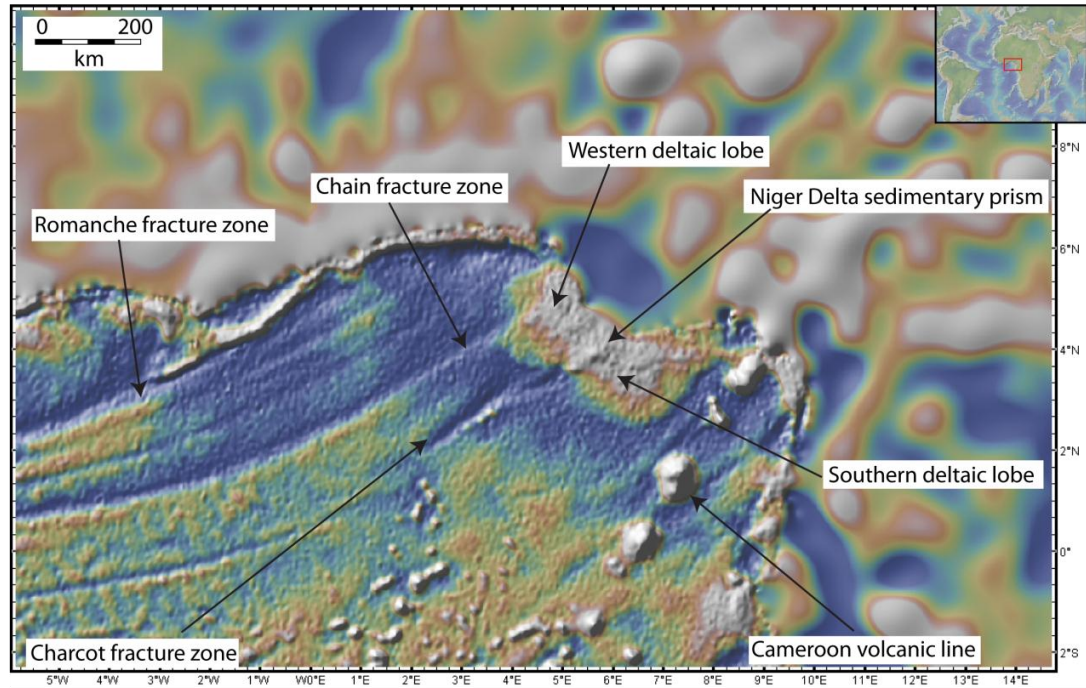 0 200
km
Western deltaic lobe
Chain fracture zone
Niger Delta sedimentary prism
Romanche fracture zone
Southern deltaic lobe
Charcot fracture zone
Cameroon volcanic line
8°N
6°N
4°N
2°N
0°
2°S
5°W 4°W 3°W 2°W W0 1°E 2°E 3°E 4°E 5°E 6°E 7°E 8°E 9°E 10°E 11°E 12°E 13°E 14°E